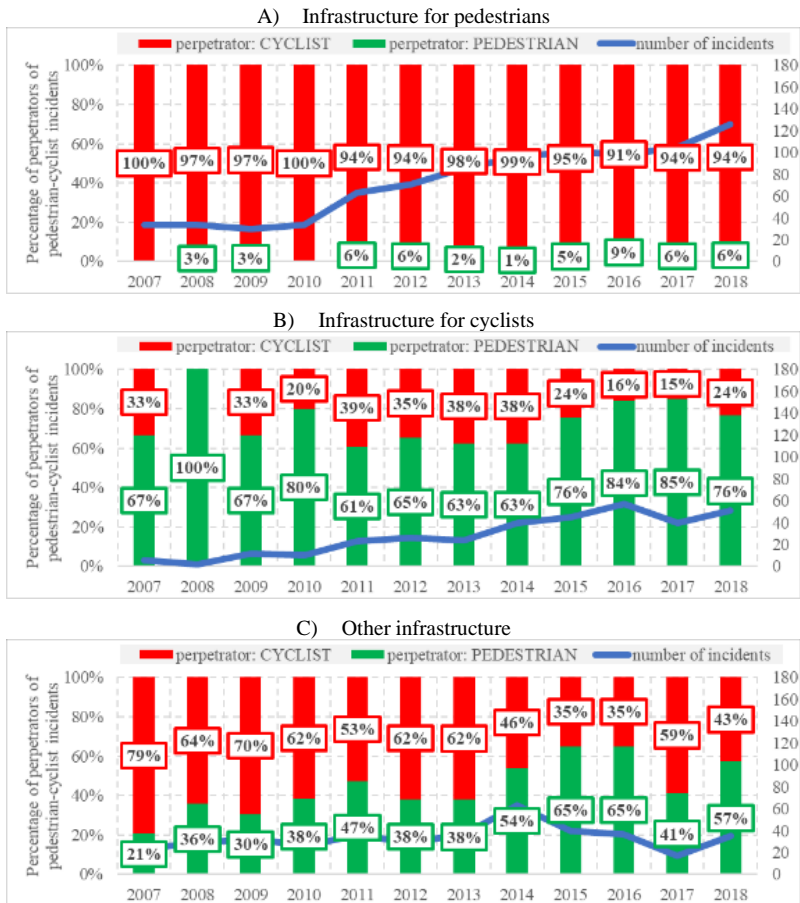 A) Infrastructure for pedestrians
perpetrator: CYCLIST perpetrator: PEDESTRIAN number of incidents
Percentage of perpetrators of
pedestrian-cyclist incidents
100% 180
160
80% 140
120
60% 100
80
40% 60
20% 40
20
0% 0
100% 97% 97% 100% 94% 94% 98% 99% 95% 91% 94% 94%
3% 3% 6% 6% 2% 1% 5% 9% 6% 6%
2007 2008 2009 2010 2011 2012 2013 2014 2015 2016 2017 2018
B) Infrastructure for cyclists
perpetrator: CYCLIST perpetrator: PEDESTRIAN number of incidents
Percentage of perpetrators of
pedestrian-cyclist incidents
100% 180
160
80% 140
120
60% 100
80
40% 60
20% 40
20
0% 0
33% 33% 20% 39% 35% 38% 38% 24% 16% 15% 24%
67% 100% 67% 80% 61% 65% 63% 63% 76% 84% 85% 76%
2007 2008 2009 2010 2011 2012 2013 2014 2015 2016 2017 2018
C) Other infrastructure
perpetrator: CYCLIST perpetrator: PEDESTRIAN number of incidents
Percentage of perpetrators of
pedestrian-cyclist incidents
100% 180
160
80% 140
120
60% 100
80
40% 60
20% 40
20
0% 0
79% 64% 70% 62% 53% 62% 62% 46% 35% 35% 59% 43%
21% 36% 30% 38% 47% 38% 38% 54% 65% 65% 41% 57%
2007 2008 2009 2010 2011 2012 2013 2014 2015 2016 2017 2018